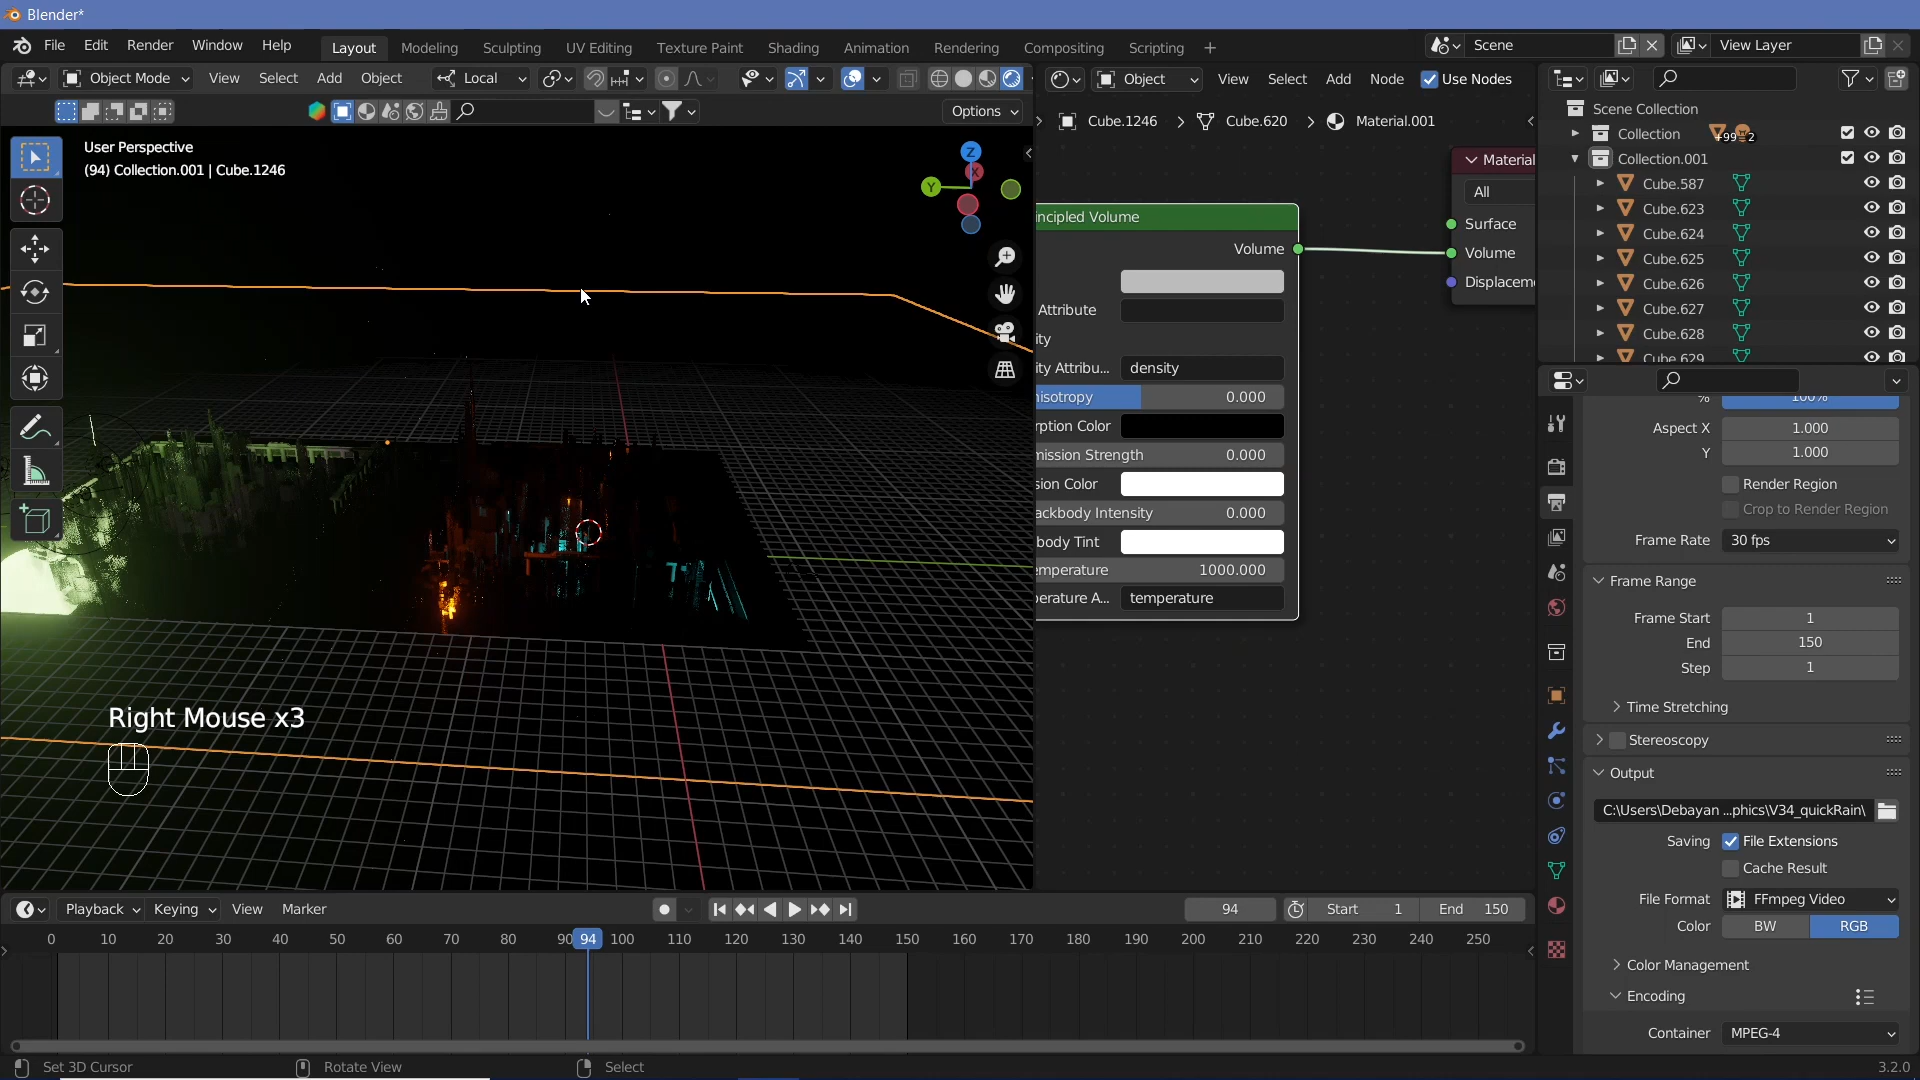 Blender*
File Edit Render Window Help
Layout Modeling Sculpting UV Editing Texture Paint Shading Animation Rendering Compositing Scripting +
Scene
View Layer
Object Mode View Select Add Object Local
Object View Select Add Node Use Nodes
Options
Cube.1246 > Cube.620 > Material.001
User Perspective
(94) Collection.001 | Cube.1246
Z
X
Y
Material
All
Surface
Volume
Displaceme
incipled Volume
Volume
Attribute
ity
ity Attribu... density
nisotropy 0.000
rption Color
mission Strength 0.000
sion Color
ackbody Intensity 0.000
body Tint
emperature 1000.000
perature A... temperature
Scene Collection
Collection +99 2
Collection.001
Cube.587
Cube.623
Cube.624
Cube.625
Cube.626
Cube.627
Cube.628
Cube.629
% 100%
Aspect X 1.000
Y 1.000
Render Region
Crop to Render Region
Frame Rate 30 fps
Frame Range
Frame Start 1
End 150
Step 1
Time Stretching
Stereoscopy
Output
C:\Users\Debayan ...phics\V34_quickRain\
Saving File Extensions
Cache Result
File Format FFmpeg Video
Color BW RGB
Color Management
Encoding
Container MPEG-4
Right Mouse x3
Playback Keying View Marker
94 Start 1 End 150
0 10 20 30 40 50 60 70 80 90 94 100 110 120 130 140 150 160 170 180 190 200 210 220 230 240 250
Set 3D Cursor Rotate View Select 3.2.0